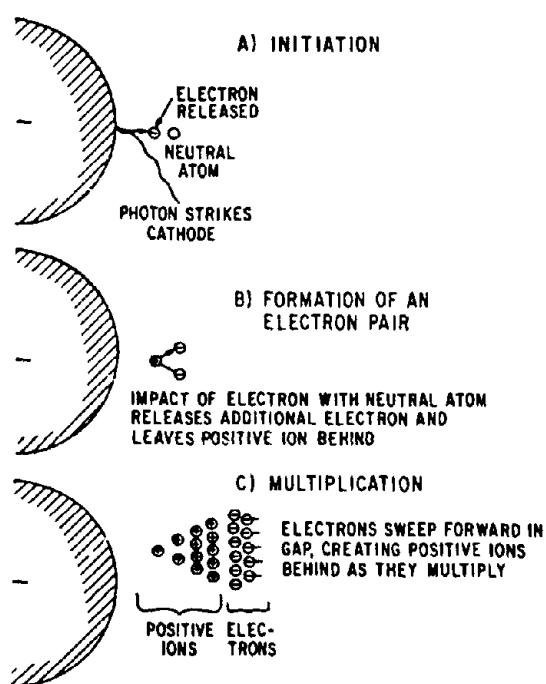 A) INITIATION
ELECTRON
RELEASED
NEUTRAL
ATOM
PHOTON STRIKES
CATHODE
B) FORMATION OF AN
ELECTRON PAIR
IMPACT OF ELECTRON WITH NEUTRAL ATOM
RELEASES ADDITIONAL ELECTRON AND
LEAVES POSITIVE ION BEHIND
C) MULTIPLICATION
ELECTRONS SWEEP FORWARD IN
GAP, CREATING POSITIVE IONS
BEHIND AS THEY MULTIPLY
POSITIVE
IONS
ELEC-
TRONS